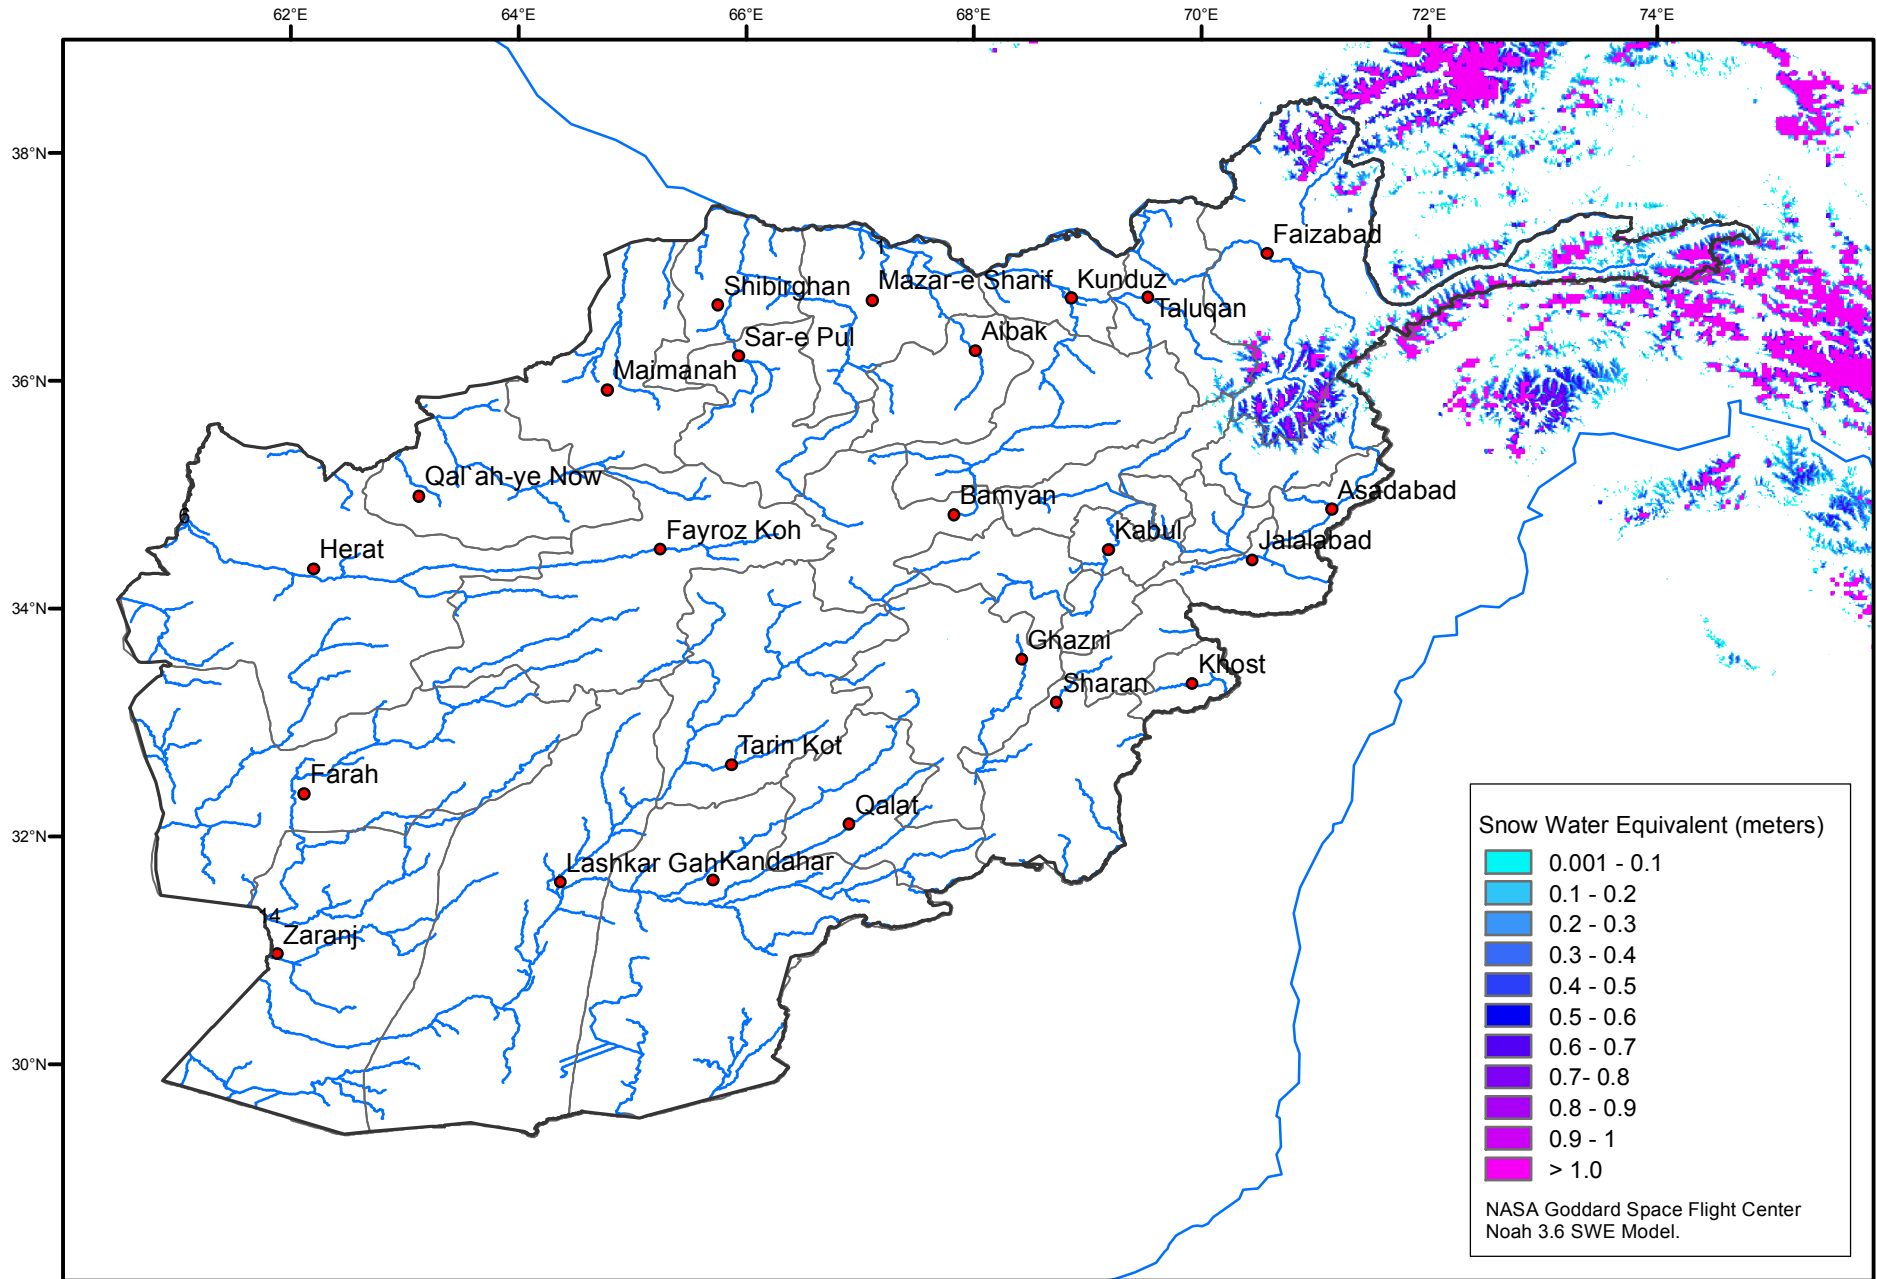 62°E 64°E 66°E 68°E 70°E 72°E 74°E
38°N
Faizabad
Shibirghan Mazar-e Sharif Kunduz
Taluqan
Sar-e Pul Aibak
36°N
Maimanah
Qal`ah-ye Now Bamyan Asadabad
6
Fayroz Koh Kabul Jalalabad
Herat
34°N
Ghazni
Khost
Sharan
Tarin Kot
Farah
Qalat
32°N
Lashkar Gah Kandahar
14
Zaranj
30°N
Snow Water Equivalent (meters)
0.001 - 0.1
0.1 - 0.2
0.2 - 0.3
0.3 - 0.4
0.4 - 0.5
0.5 - 0.6
0.6 - 0.7
0.7- 0.8
0.8 - 0.9
0.9 - 1
> 1.0
NASA Goddard Space Flight Center
Noah 3.6 SWE Model.